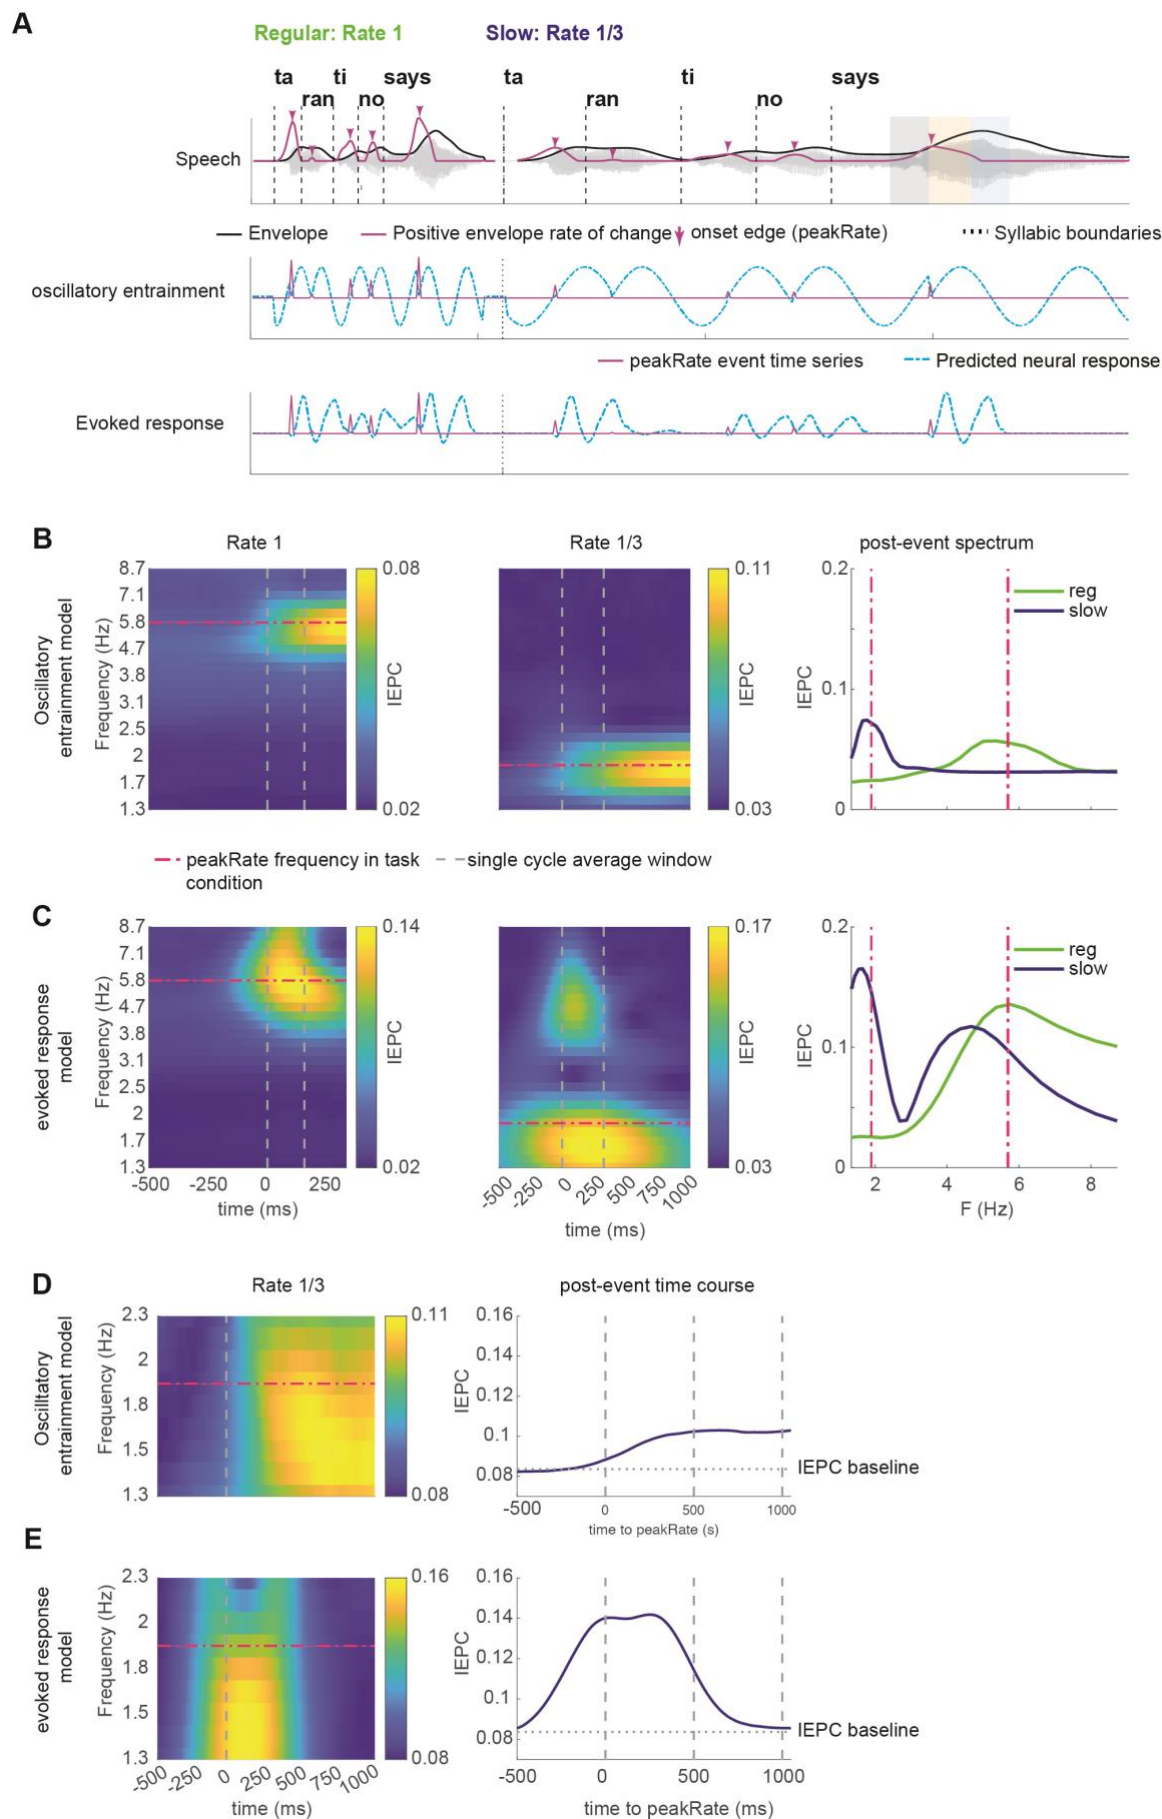 A
Regular: Rate 1 Slow: Rate 1/3
ta ti says ta ti says
ran no ran no
Speech
Envelope Positive envelope rate of change onset edge (peakRate) Syllabic boundaries
oscillatory entrainment
peakRate event time series Predicted neural response
Evoked response
B
Rate 1 Rate 1/3 post-event spectrum
Oscillatory
entrainment model
Frequency (Hz)
8.7
7.1
5.8
4.7
3.8
3.1
2.5
2
1.7
1.3
0.08
IEPC
0.02
0.11
IEPC
0.03
IEPC
0.2
0.1
0
reg
slow
peakRate frequency in task
condition
single cycle average window
C
evoked response
model
Frequency (Hz)
8.7
7.1
5.8
4.7
3.8
3.1
2.5
2
1.7
1.3
-500 -250 0 250
time (ms)
0.14
IEPC
0.02
-500 -250 0 250 500 750 1000
time (ms)
0.17
IEPC
0.03
IEPC
0.2
0.1
0
reg
slow
2 4 6 8
F (Hz)
D
Rate 1/3 post-event time course
Oscilltatory
entrainment model
Frequency (Hz)
2.3
2
1.8
1.5
1.3
0.11
0.08
IEPC
0.16
0.14
0.12
0.1
0.08
IEPC baseline
-500 0 500 1000
time to peakRate (s)
E
evoked response
model
Frequency (Hz)
2.3
2
1.8
1.5
1.3
-500 -250 0 250 500 750 1000
time (ms)
0.16
0.08
IEPC
0.16
0.14
0.12
0.1
0.08
IEPC baseline
-500 0 500 1000
time to peakRate (ms)